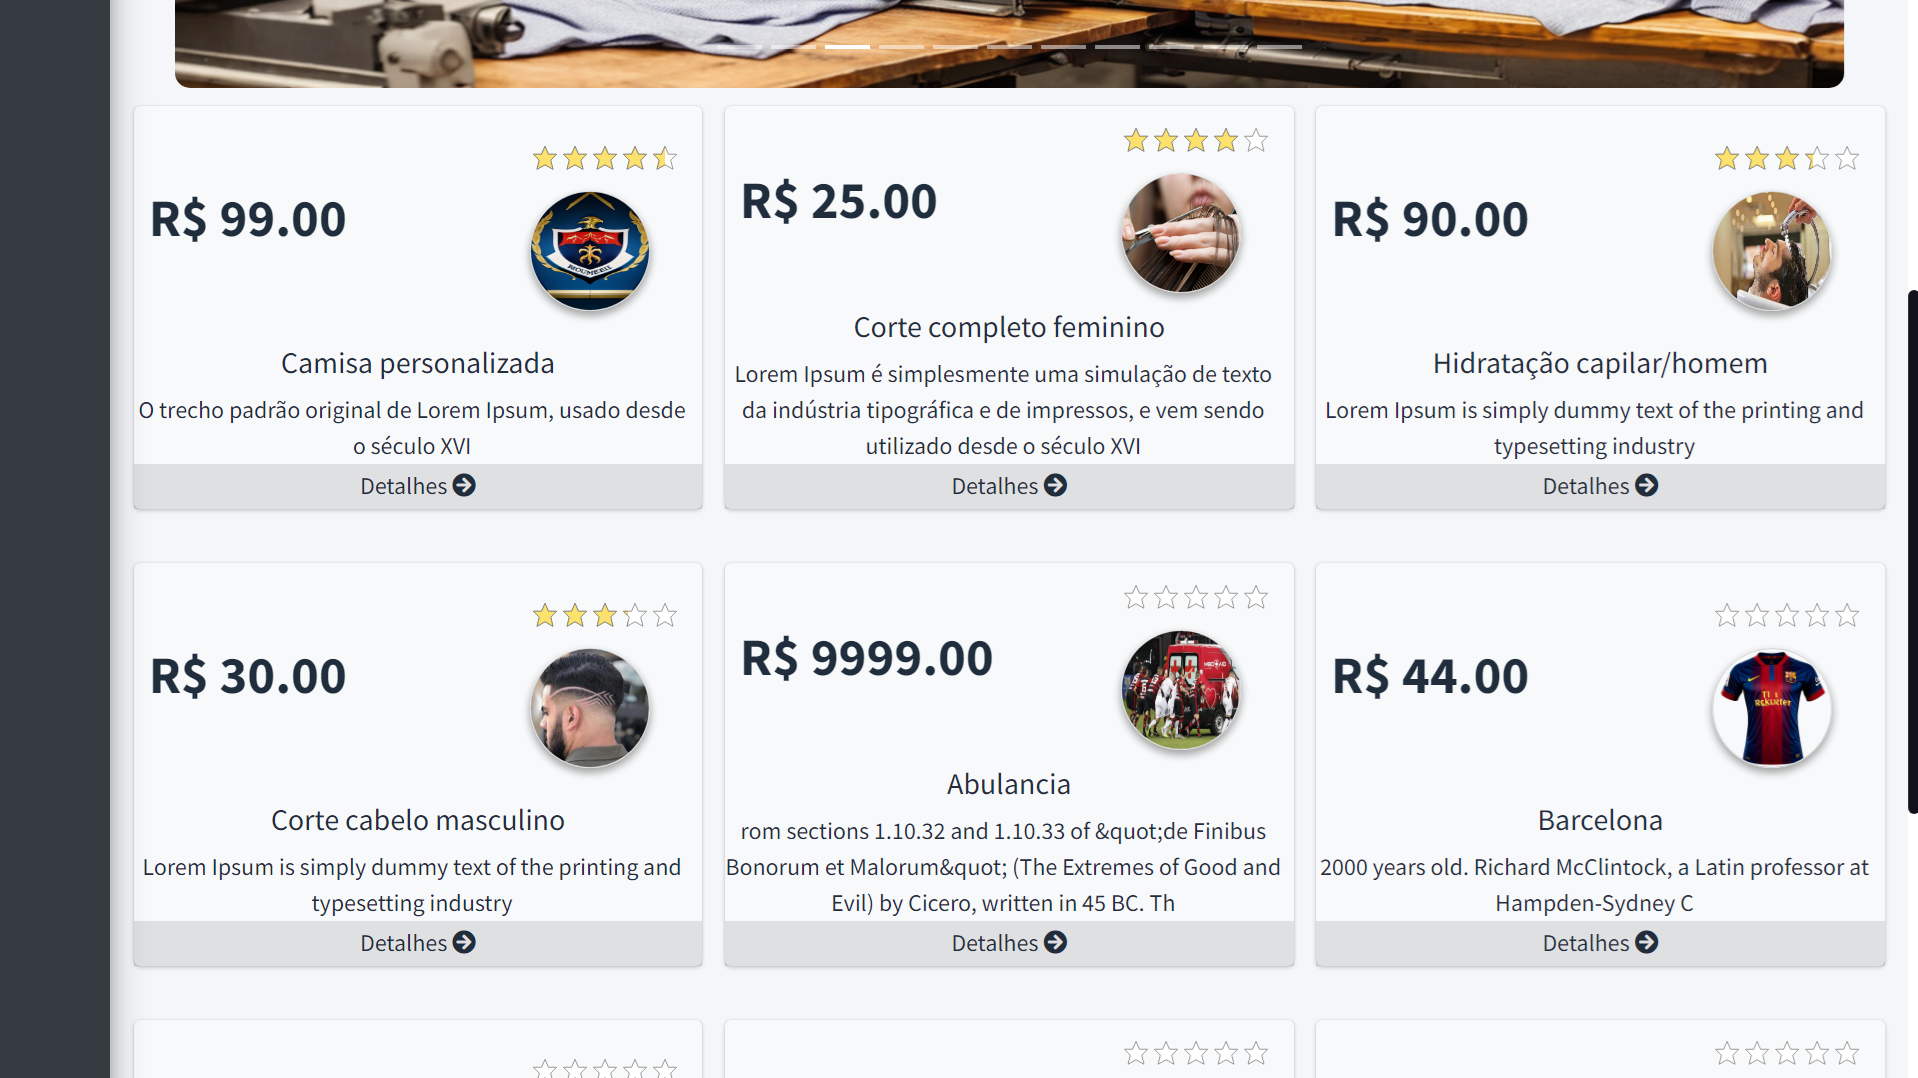 R$ 99.00
Camisa personalizada
O trecho padrão original de Lorem Ipsum, usado desde
o século XVI
Detalhes
R$ 25.00
Corte completo feminino
Lorem Ipsum é simplesmente uma simulação de texto
da indústria tipográfica e de impressos, e vem sendo
utilizado desde o século XVI
Detalhes
R$ 90.00
Hidratação capilar/homem
Lorem Ipsum is simply dummy text of the printing and
typesetting industry
Detalhes
R$ 30.00
Corte cabelo masculino
Lorem Ipsum is simply dummy text of the printing and
typesetting industry
Detalhes
R$ 9999.00
Abulancia
rom sections 1.10.32 and 1.10.33 of &quot;de Finibus
Bonorum et Malorum&quot; (The Extremes of Good and
Evil) by Cicero, written in 45 BC. Th
Detalhes
R$ 44.00
Barcelona
2000 years old. Richard McClintock, a Latin professor at
Hampden-Sydney C
Detalhes